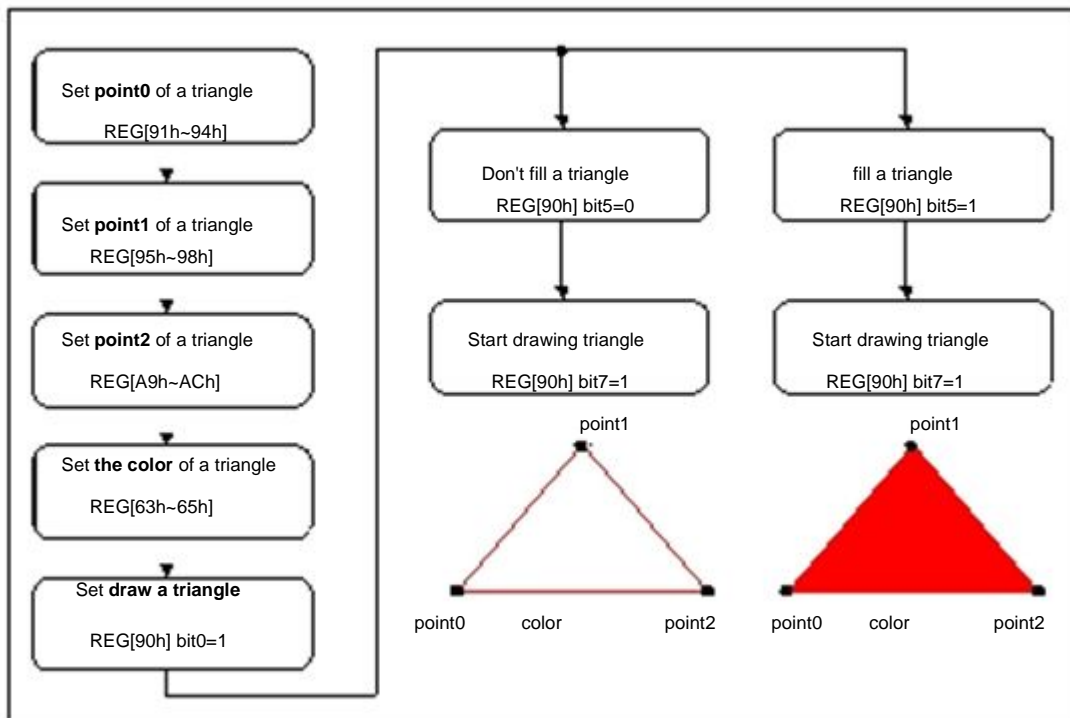 Set point0 of a triangle
REG[91h~94h]
Set point1 of a triangle
REG[95h~98h]
Set point2 of a triangle
REG[A9h~ACh]
Set the color of a triangle
REG[63h~65h]
Set draw a triangle
REG[90h] bit0=1
Don't fill a triangle
REG[90h] bit5=0
Start drawing triangle
REG[90h] bit7=1
point1
point0
color
point2
fill a triangle
REG[90h] bit5=1
Start drawing triangle
REG[90h] bit7=1
point1
point0
color
point2